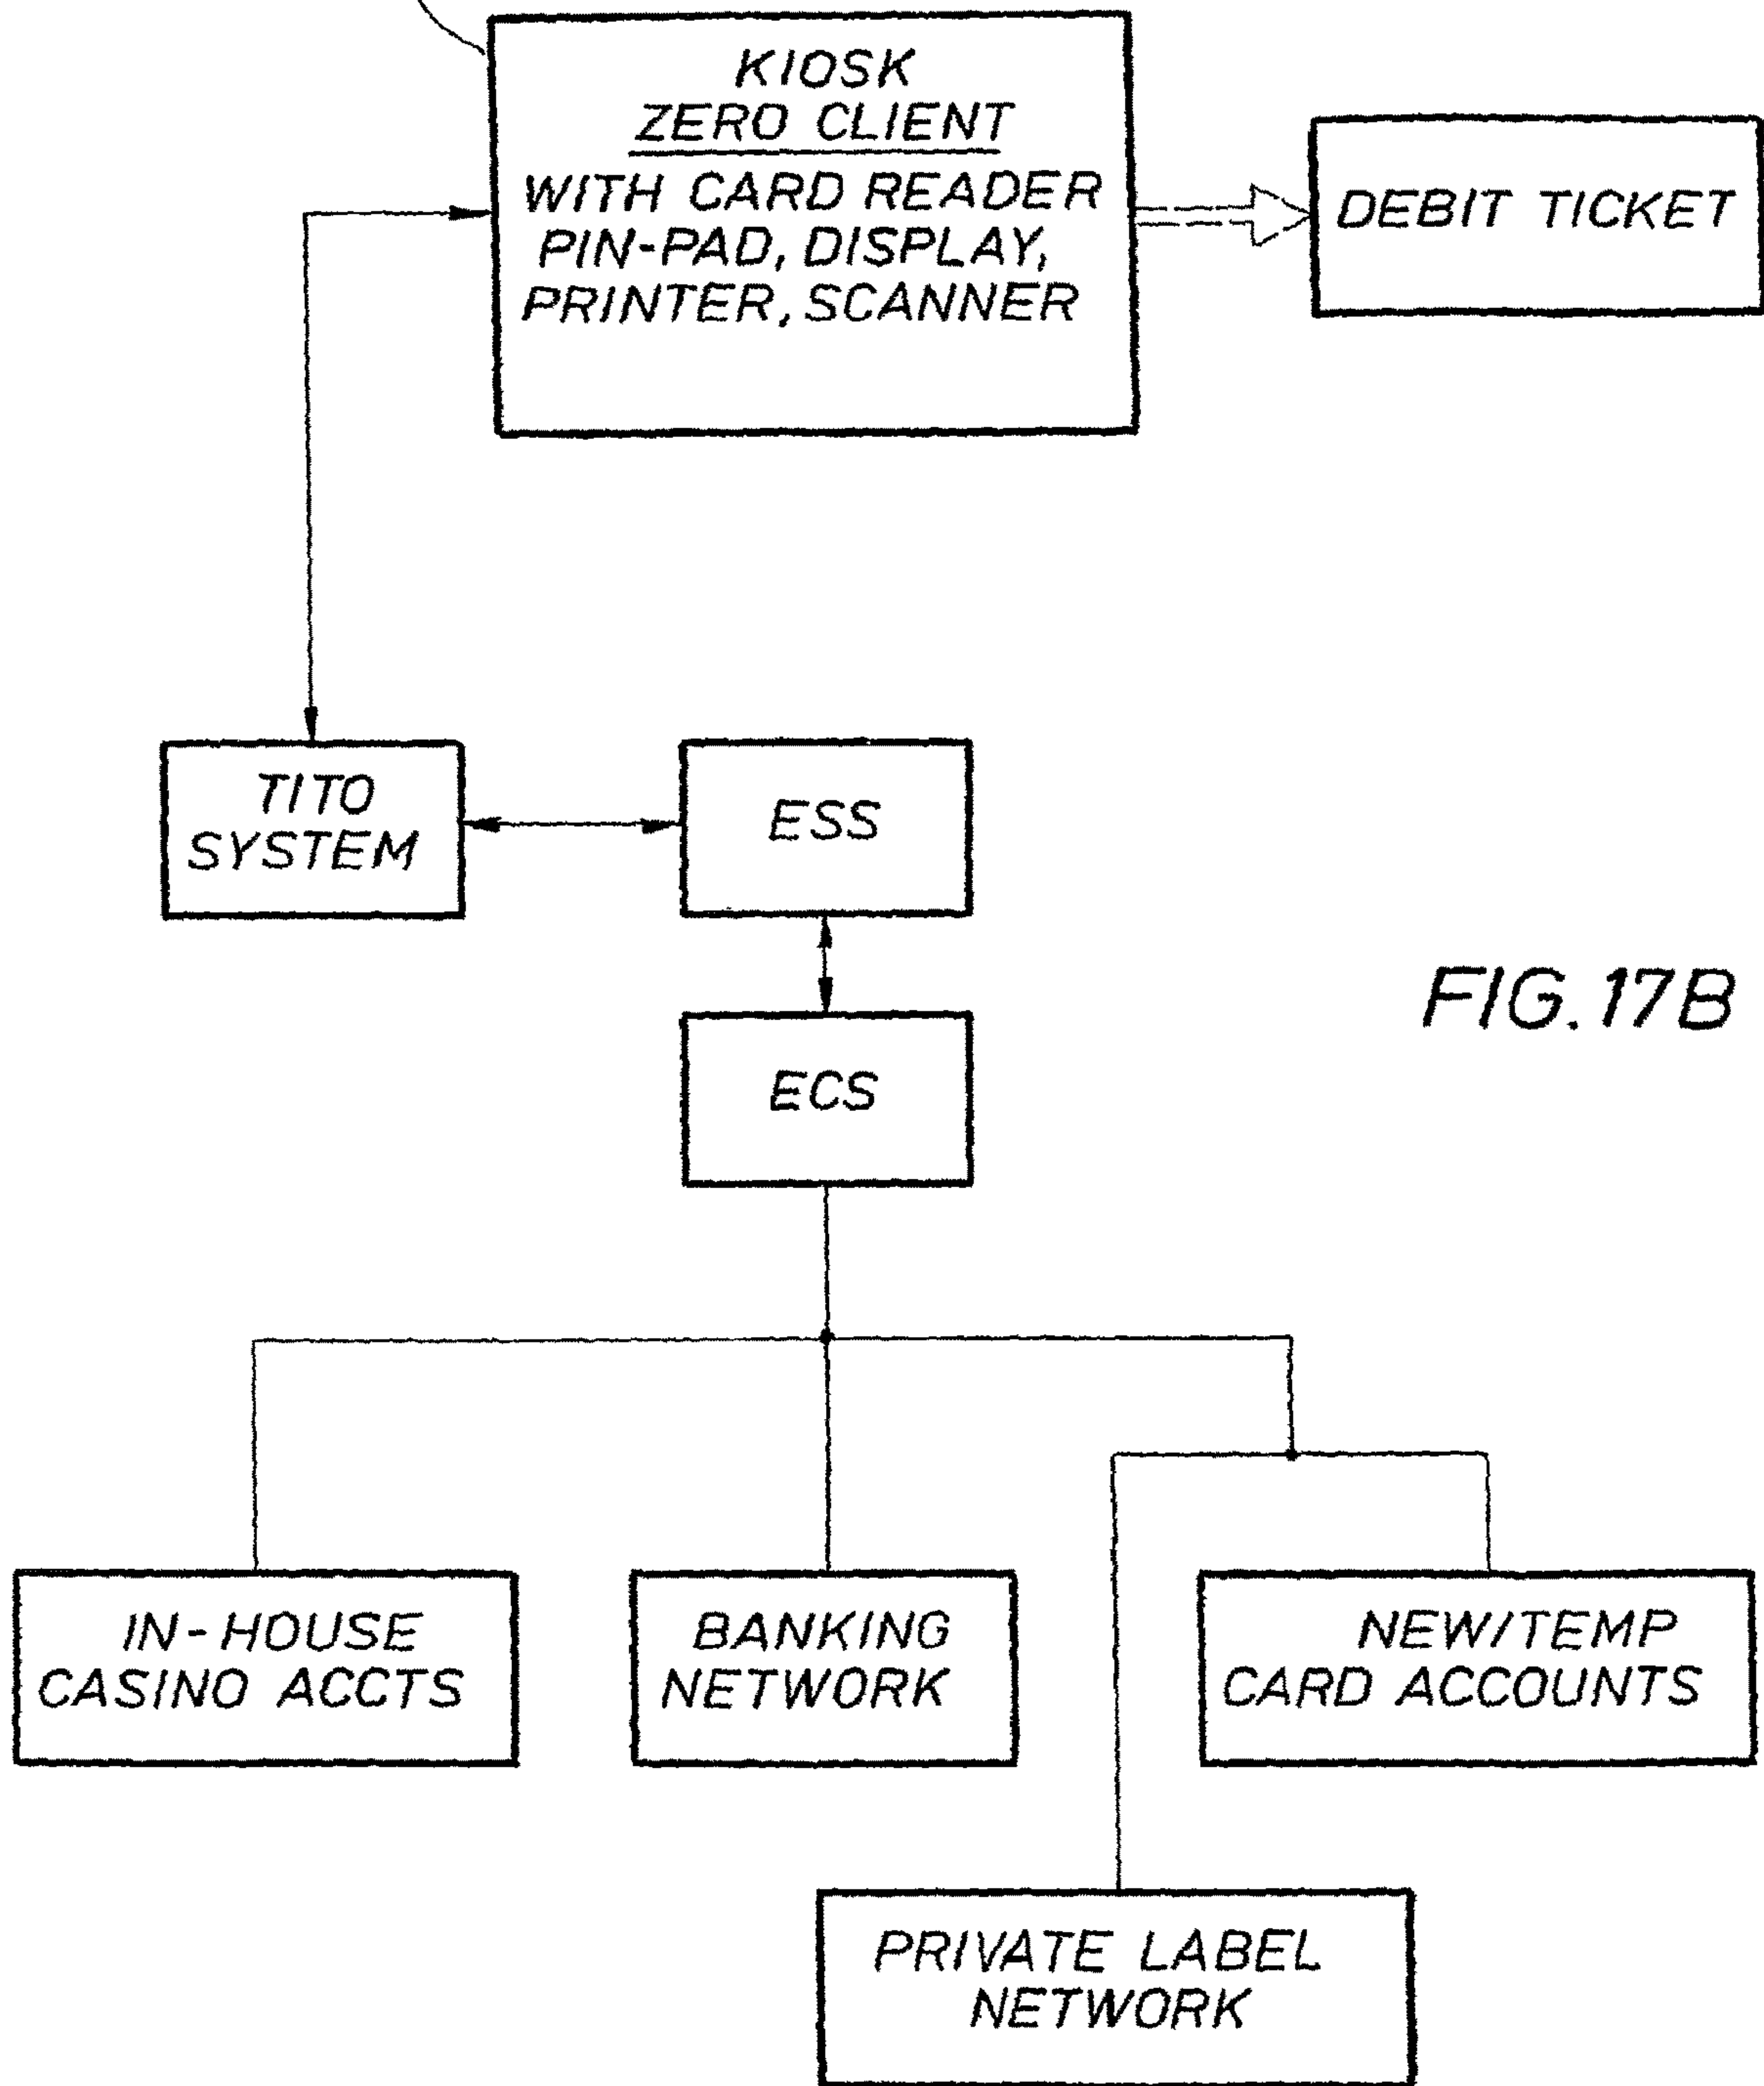 KIOSK
ZERO CLIENT
WITH CARD READER
PIN-PAD, DISPLAY,
PRINTER, SCANNER
DEBIT TICKET
TITO
SYSTEM
ESS
ECS
FIG. 17B
IN-HOUSE
CASINO ACCTS
BANKING
NETWORK
NEW/TEMP
CARD ACCOUNTS
PRIVATE LABEL
NETWORK